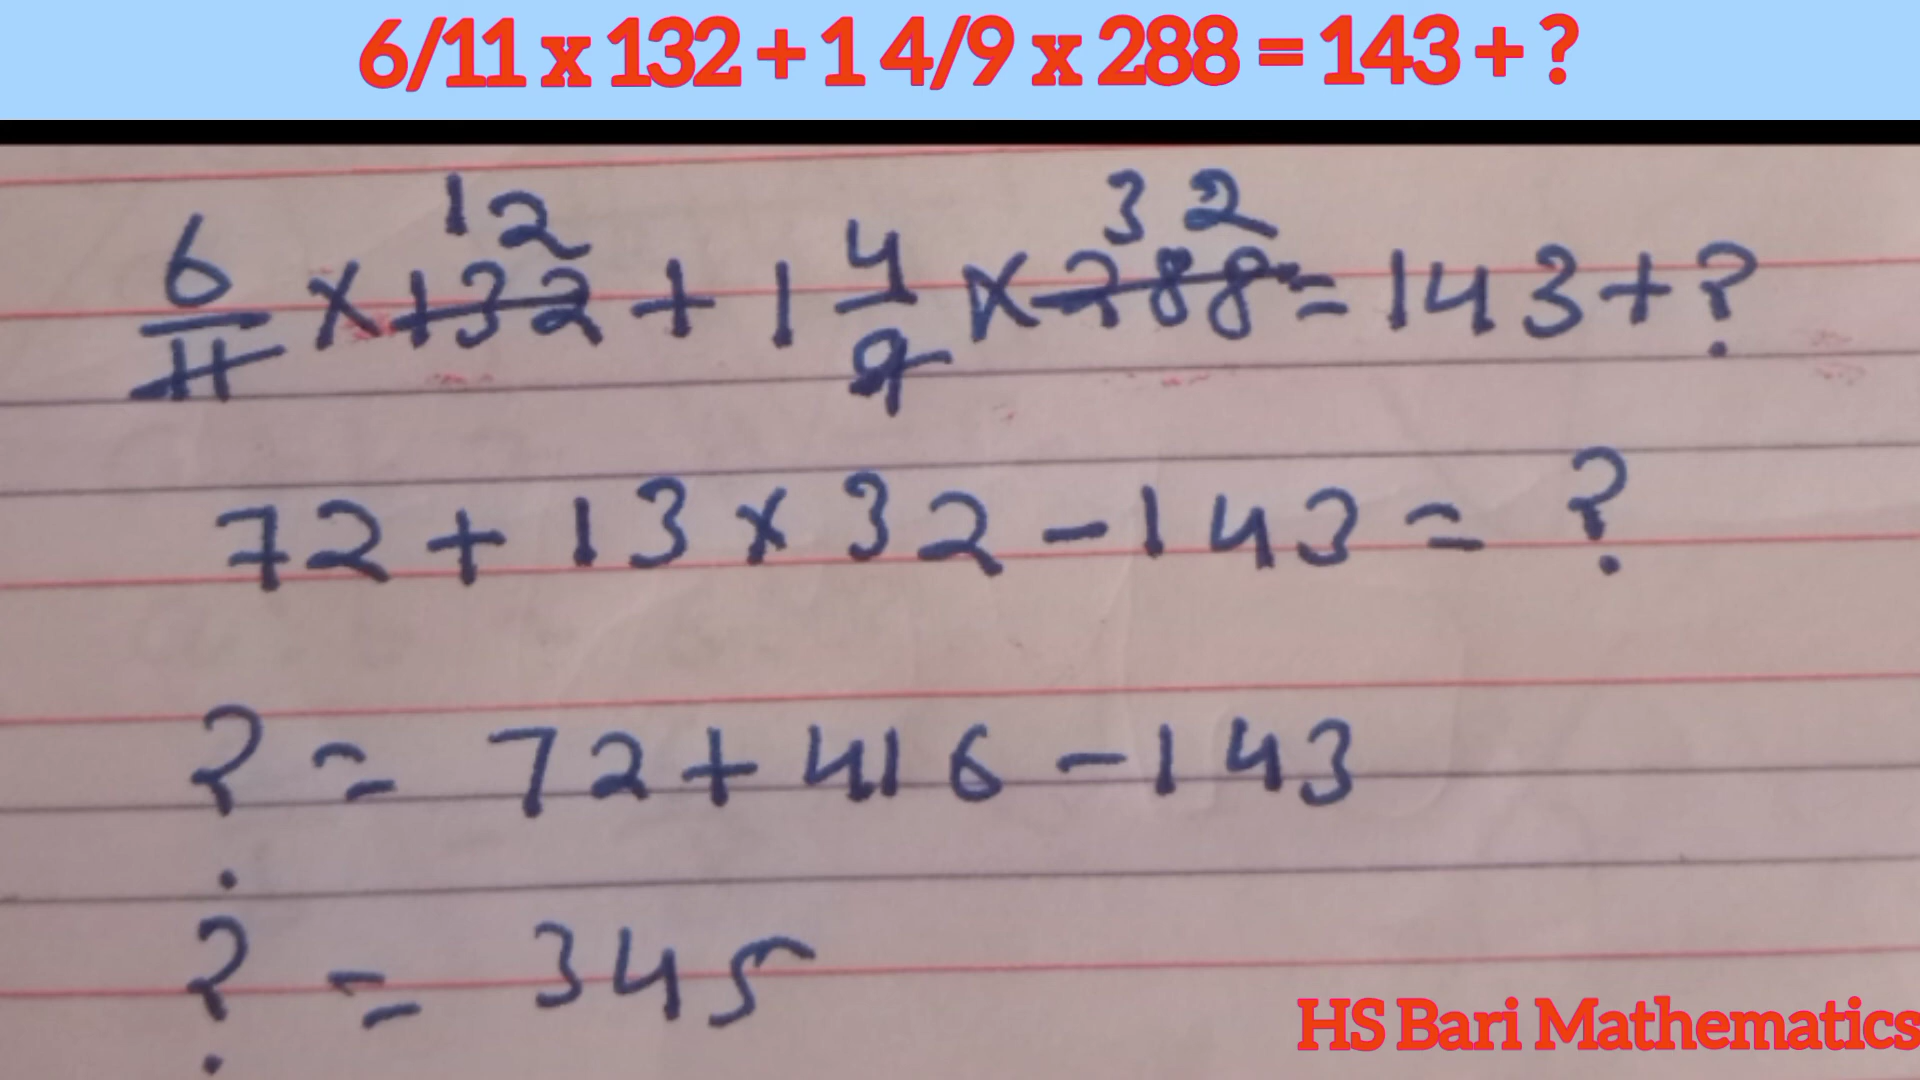 6/11 x 132 + 1 4/9 x 288 = 143 + ?
12 32
6/11 × 132 + 1 4/9 × 288 = 143 + ?
72 + 13 × 32 - 143 = ?
? = 72 + 416 - 143
? = 345
HS Bari Mathematics